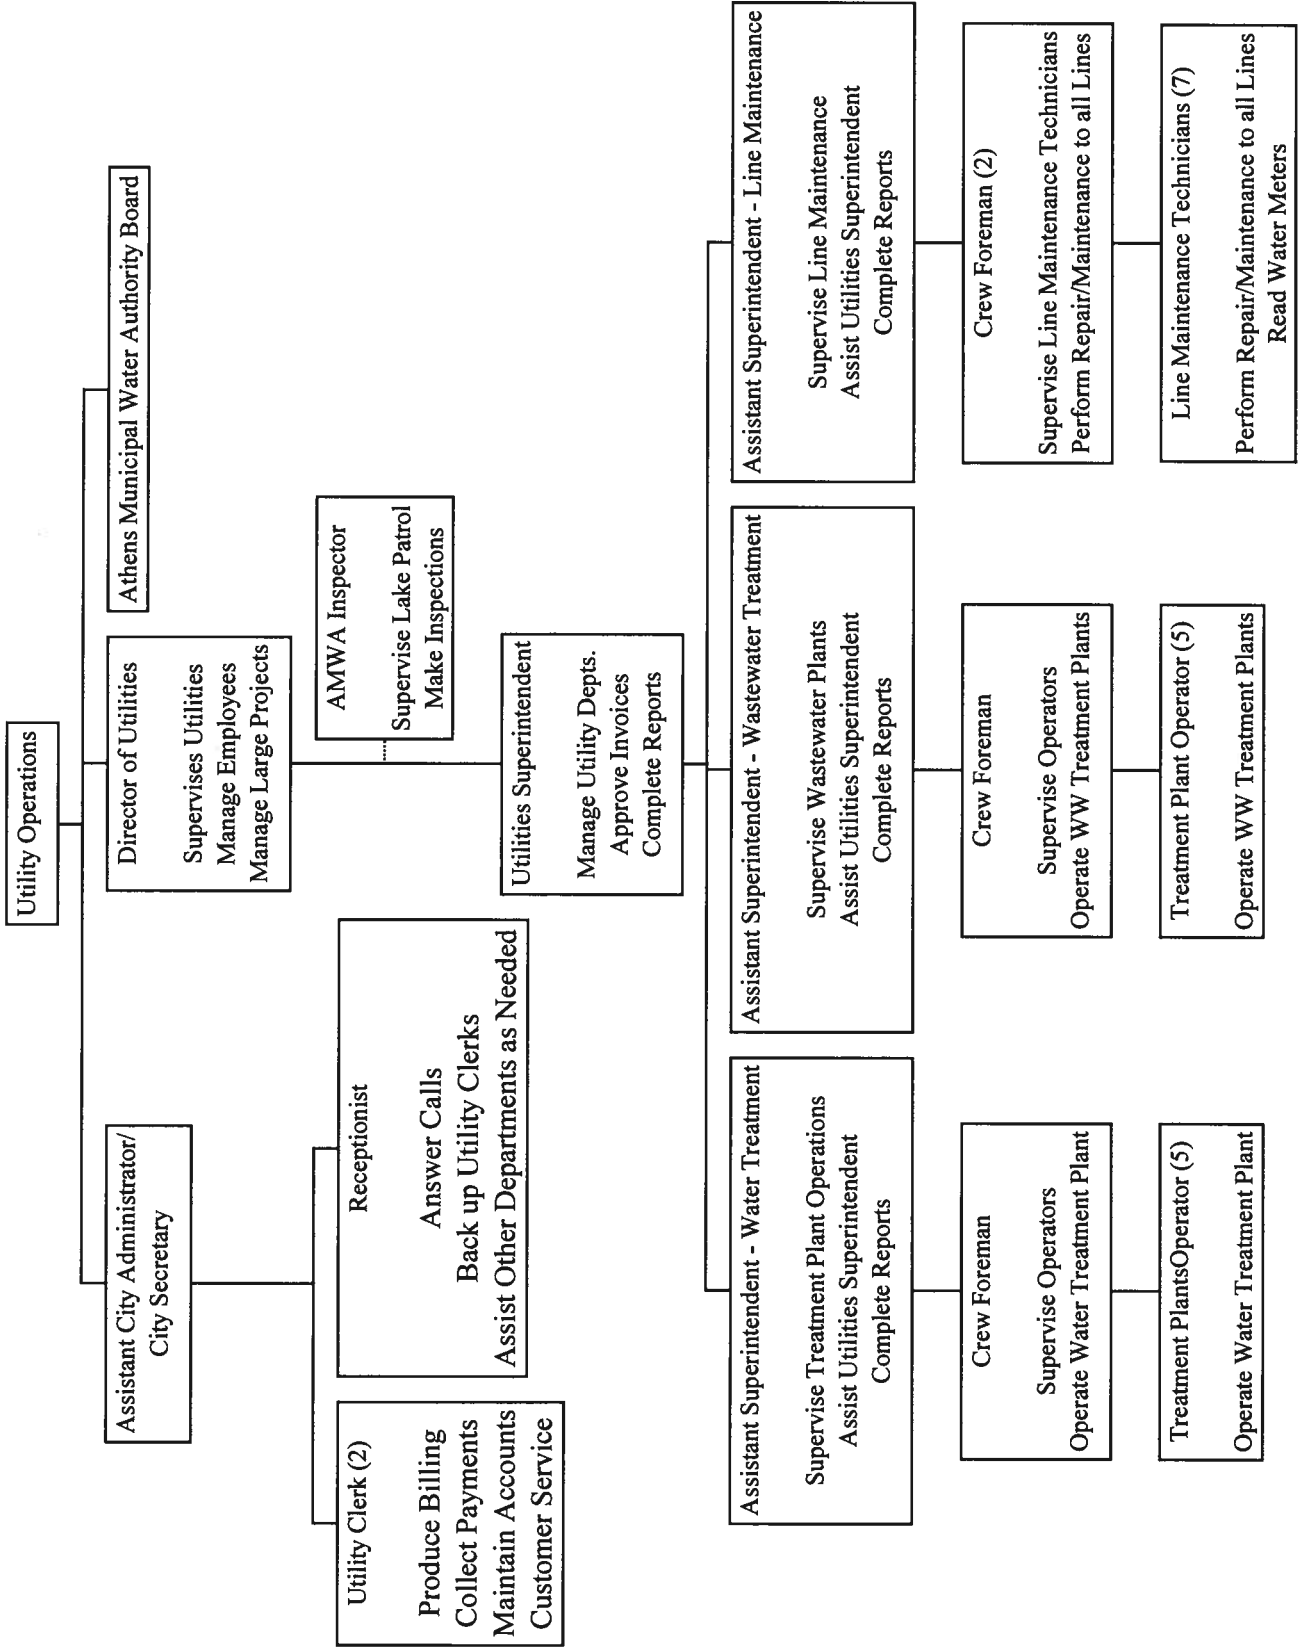 Utility Operations
Assistant City Administrator/
City Secretary
Director of Utilities
Supervises Utilities
Manage Employees
Manage Large Projects
Athens Municipal Water Authority Board
Utility Clerk (2)
Produce Billing
Collect Payments
Maintain Accounts
Customer Service
Receptionist
Answer Calls
Back up Utility Clerks
Assist Other Departments as Needed
AMWA Inspector
Supervise Lake Patrol
Make Inspections
Utilities Superintendent
Manage Utility Depts.
Approve Invoices
Complete Reports
Assistant Superintendent - Water Treatment
Supervise Treatment Plant Operations
Assist Utilities Superintendent
Complete Reports
Assistant Superintendent - Wastewater Treatment
Supervise Wastewater Plants
Assist Utilities Superintendent
Complete Reports
Assistant Superintendent - Line Maintenance
Supervise Line Maintenance
Assist Utilities Superintendent
Complete Reports
Crew Foreman
Supervise Operators
Operate Water Treatment Plant
Crew Foreman
Supervise Operators
Operate WW Treatment Plants
Crew Foreman (2)
Supervise Line Maintenance Technicians
Perform Repair/Maintenance to all Lines
Treatment PlantsOperator (5)
Operate Water Treatment Plant
Treatment Plant Operator (5)
Operate WW Treatment Plants
Line Maintenance Technicians (7)
Perform Repair/Maintenance to all Lines
Read Water Meters